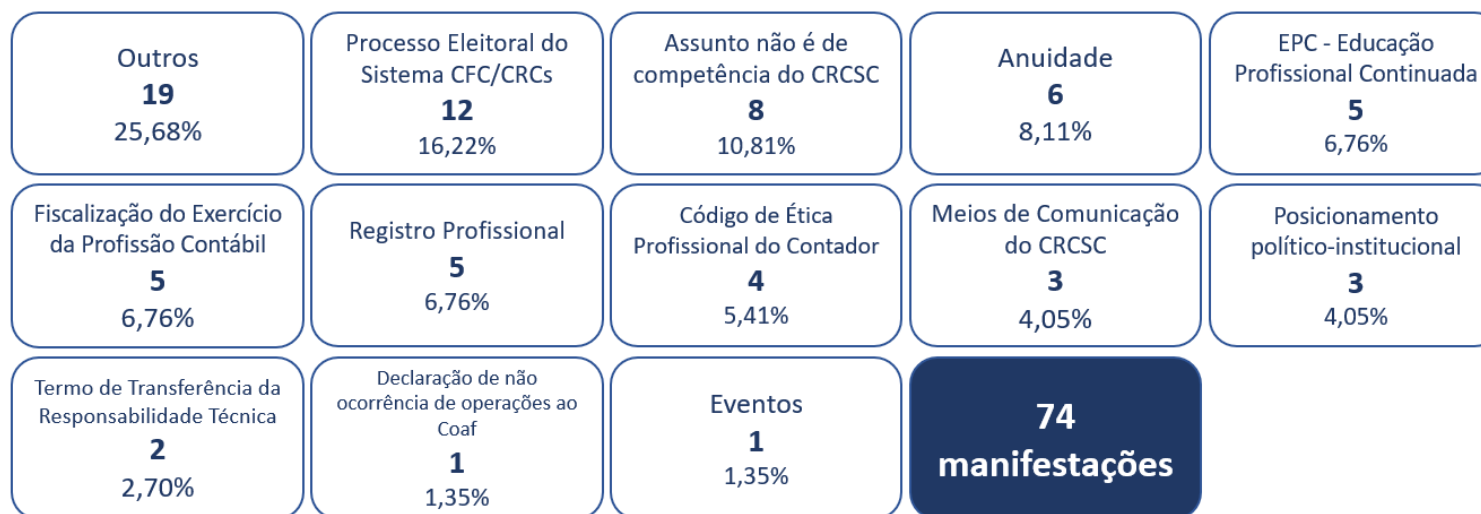 Outros
19
25,68%
Processo Eleitoral do
Sistema CFC/CRCs
12
16,22%
Assunto não é de
competência do CRCSC
8
10,81%
Anuidade
6
8,11%
EPC - Educação
Profissional Continuada
5
6,76%
Fiscalização do Exercício
da Profissão Contábil
5
6,76%
Registro Profissional
5
6,76%
Código de Ética
Profissional do Contador
4
5,41%
Meios de Comunicação
do CRCSC
3
4,05%
Posicionamento
político-institucional
3
4,05%
Termo de Transferência da
Responsabilidade Técnica
2
2,70%
Declaração de não
ocorrência de operações ao
Coaf
1
1,35%
Eventos
1
1,35%
74
manifestações